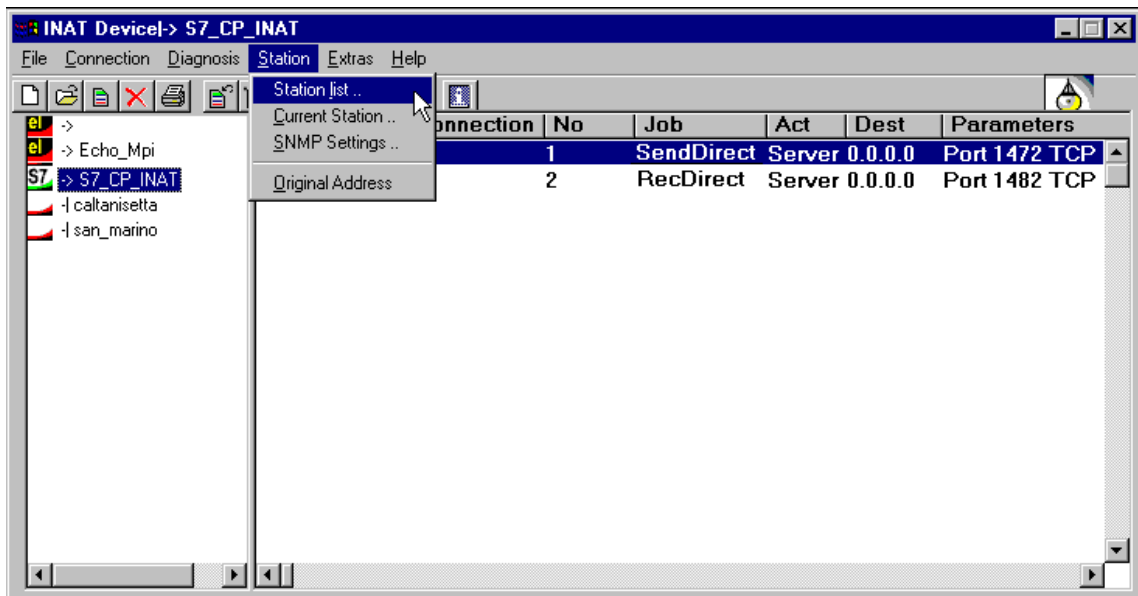 INAT Device|-> S7_CP_INAT
File Connection Diagnosis Station Extras Help
Station list ..
Current Station ..
SNMP Settings ..
Original Address
el ->
el -> Echo_Mpi
S7 -> S7_CP_INAT
-| caltanisetta
-| san_marino
onnection No Job Act Dest Parameters
1 SendDirect Server 0.0.0.0 Port 1472 TCP
2 RecDirect Server 0.0.0.0 Port 1482 TCP